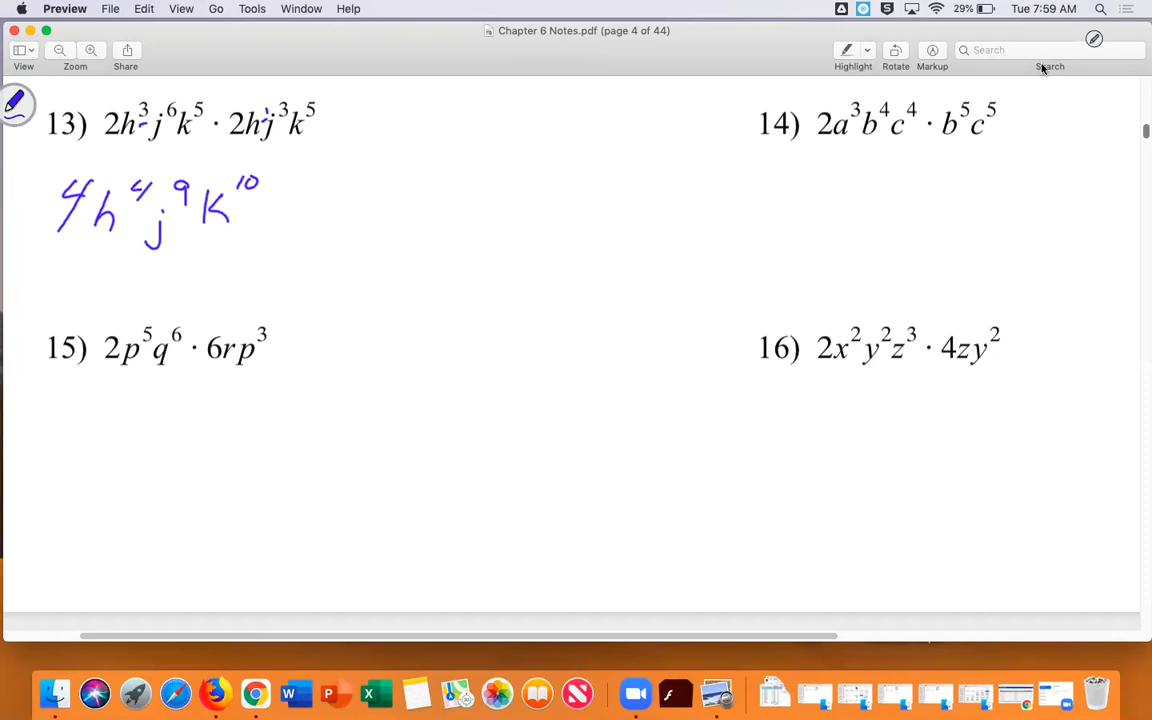 Preview File Edit View Go Tools Window Help 29% Tue 7:59 AM
Chapter 6 Notes.pdf (page 4 of 44)
Search
View Zoom Share Highlight Rotate Markup Search
13) 2h³j⁶k⁵ · 2hj³k⁵
14) 2a³b⁴c⁴ · b⁵c⁵
4h⁴j⁹k¹⁰
15) 2p⁵q⁶ · 6rp³
16) 2x²y²z³ · 4zy²